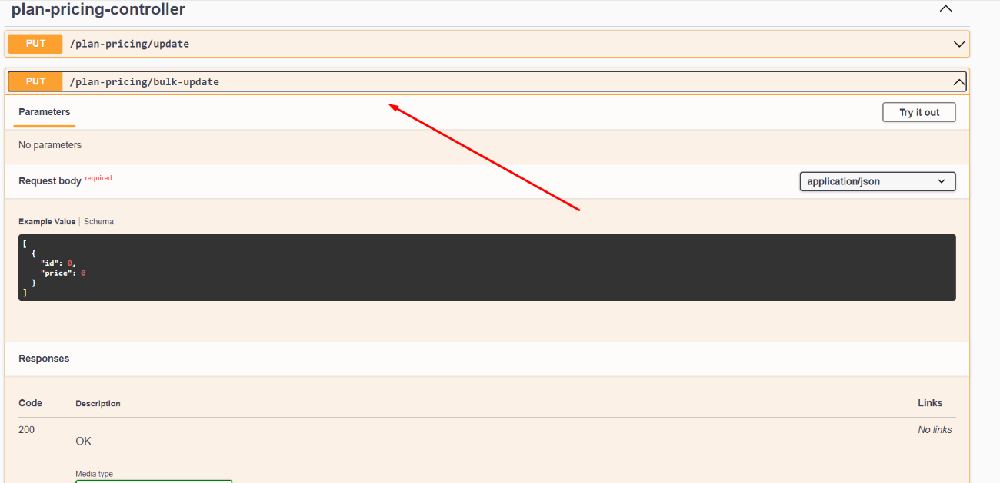 plan-pricing-controller
PUT /plan-pricing/update
PUT /plan-pricing/bulk-update
Parameters
Try it out
No parameters
Request body required
application/json
Example Value | Schema
[
  {
    "id": 0,
    "price": 0
  }
]
Responses
Code Description Links
200 No links
OK
Media type